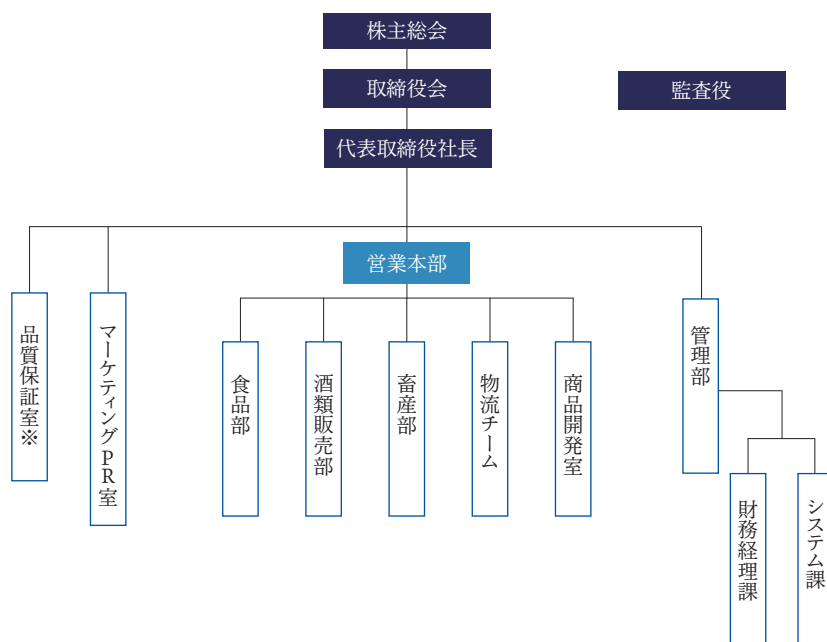 株主総会
取締役会
監査役
代表取締役社長
営業本部
品質保証室※
マーケティングPR室
食品部
酒類販売部
畜産部
物流チーム
商品開発室
管理部
財務経理課
システム課